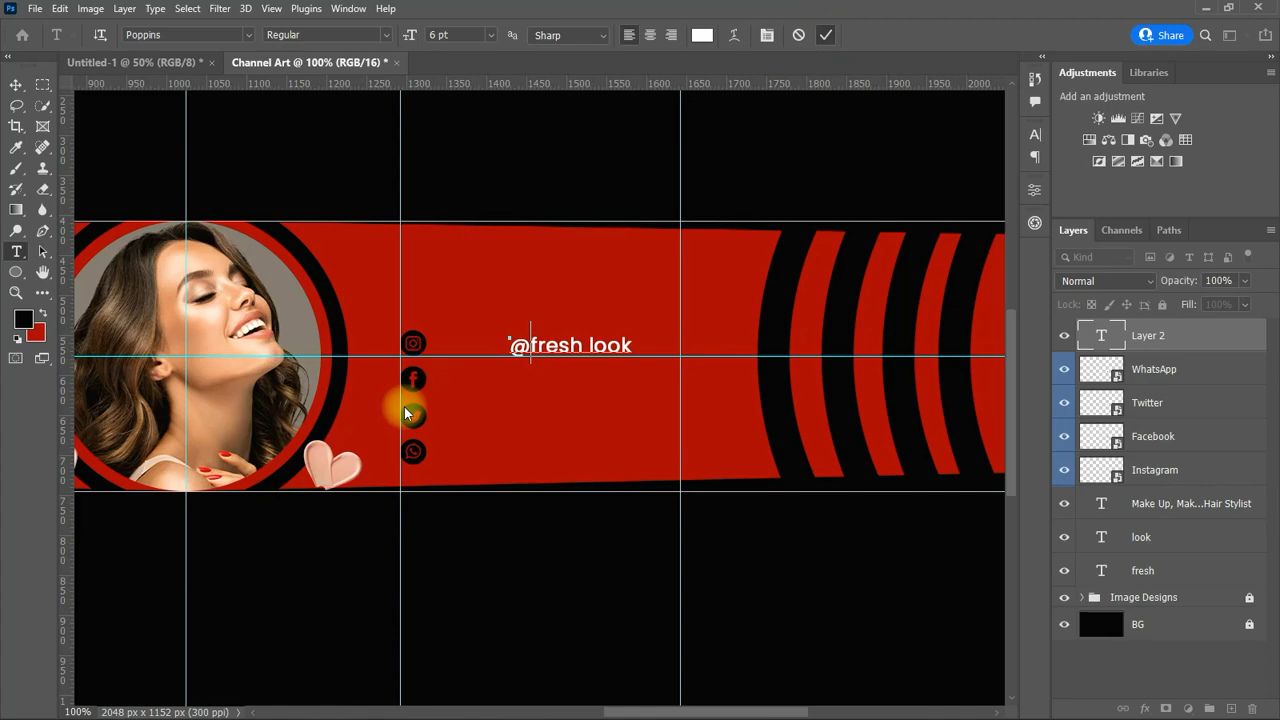 Ps File Edit Image Layer Type Select Filter 3D View Plugins Window Help
T Poppins Regular 6 pt Sharp Share
Untitled-1 @ 50% (RGB/8) * × Channel Art @ 100% (RGB/16) * ×
900 950 1000 1050 1100 1150 1200 1250 1300 1350 1400 1450 1500 1550 1600 1650 1700 1750 1800 1850 1900 1950 2000
Adjustments Libraries
Add an adjustment
Layers Channels Paths
Kind
Normal Opacity: 100%
Lock: Fill: 100%
Layer 2
WhatsApp
Twitter
Facebook
Instagram
Make Up, Mak...Hair Stylist
look
fresh
Image Designs
BG
@fresh look
100% 2048 px x 1152 px (300 ppi)